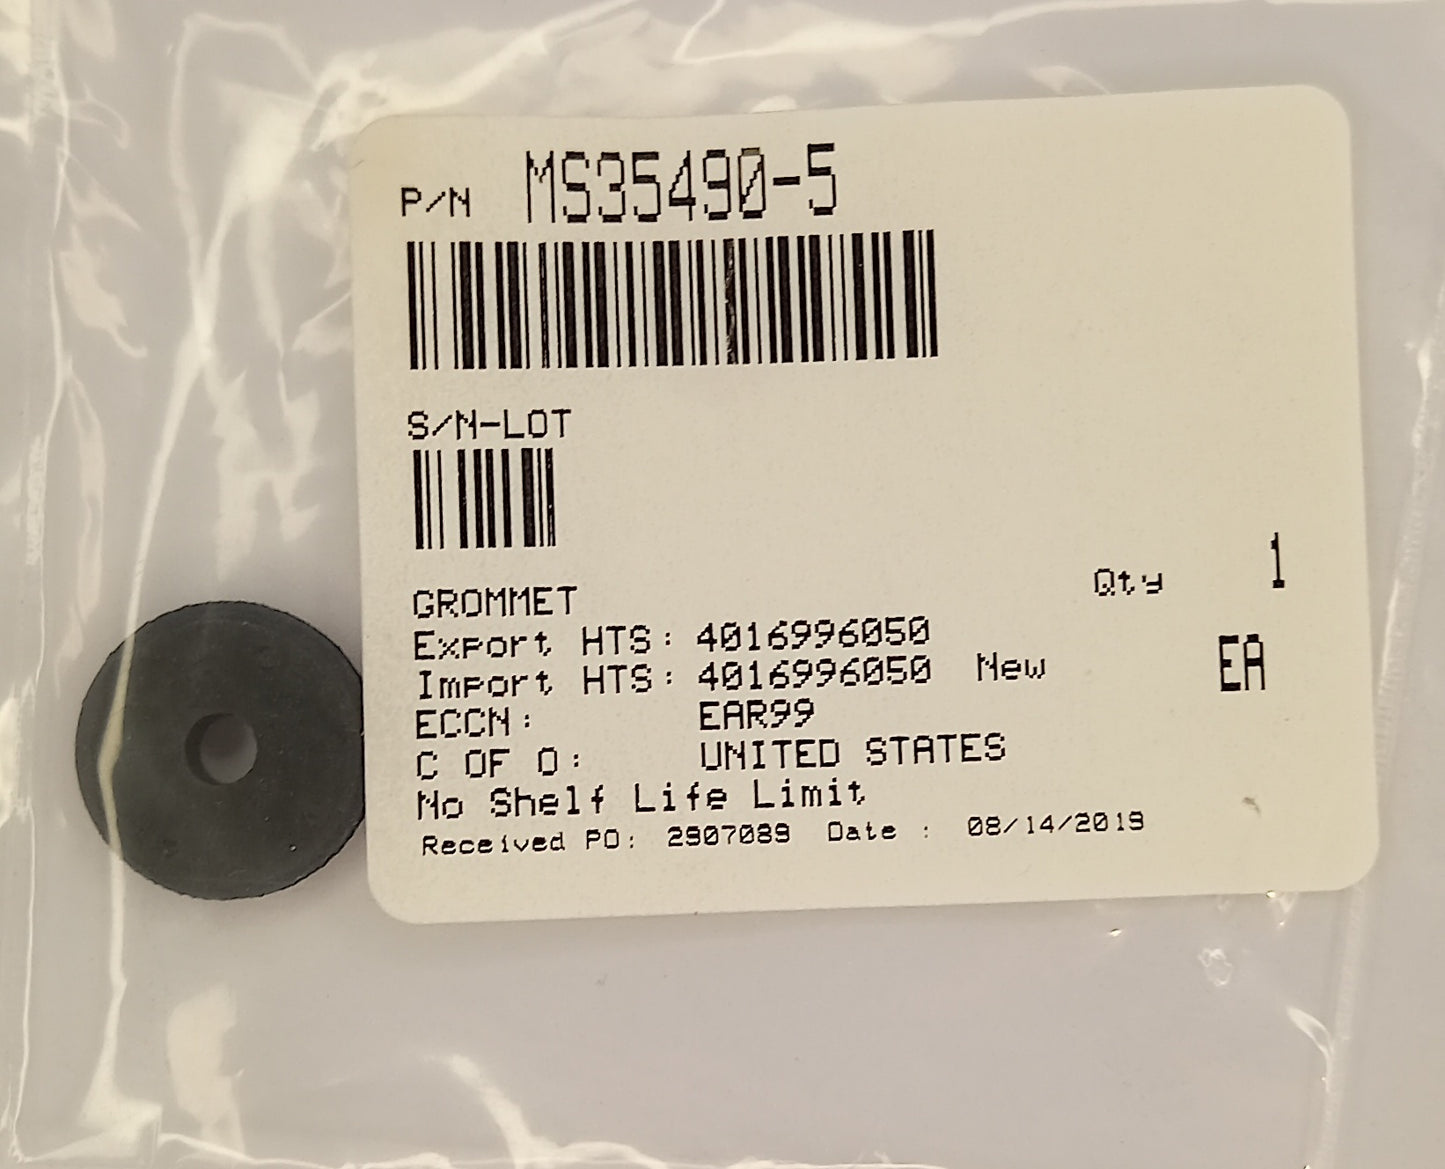 P/N MS35490-5
S/N-LOT
Qty 1
GROMMET
Export HTS: 4016996050
Import HTS: 4016996050 New EA
ECCN: EAR99
C OF O: UNITED STATES
No Shelf Life Limit
Received PO: 2907089 Date : 08/14/2019